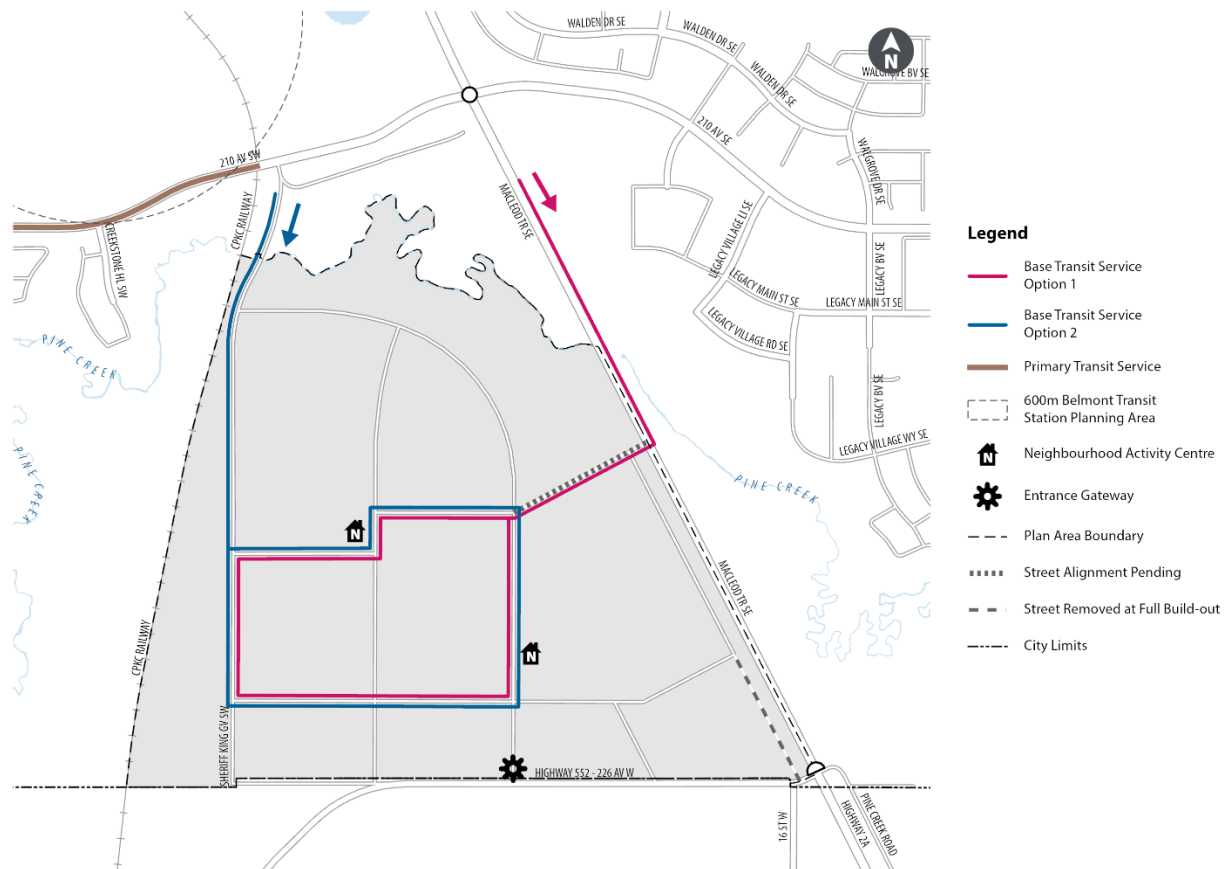 WALDEN DR SE
WALDEN DR SE
N
WALGROVE BV SE
WALDEN DR SE
210 AV SE
WALGROVE DR SE
210 AV SW
CPKC RAILWAY
MACLEOD TR SE
CREEKSTONE HL SW
LEGACY VILLAGE LI SE
LEGACY BV SE
LEGACY MAIN ST SE
LEGACY MAIN ST SE
LEGACY VILLAGE RD SE
PINE CREEK
LEGACY BV SE
LEGACY VILLAGE WY SE
PINE CREEK
PINE CREEK
N
MACLEOD TR SE
CPKC RAILWAY
N
SHERIFF KING GV SW
HIGHWAY 552 - 226 AV W
16 ST W
HIGHWAY 2A
PINE CREEK ROAD
Legend
Base Transit Service
Option 1
Base Transit Service
Option 2
Primary Transit Service
600m Belmont Transit
Station Planning Area
N
Neighbourhood Activity Centre
Entrance Gateway
Plan Area Boundary
Street Alignment Pending
Street Removed at Full Build-out
City Limits